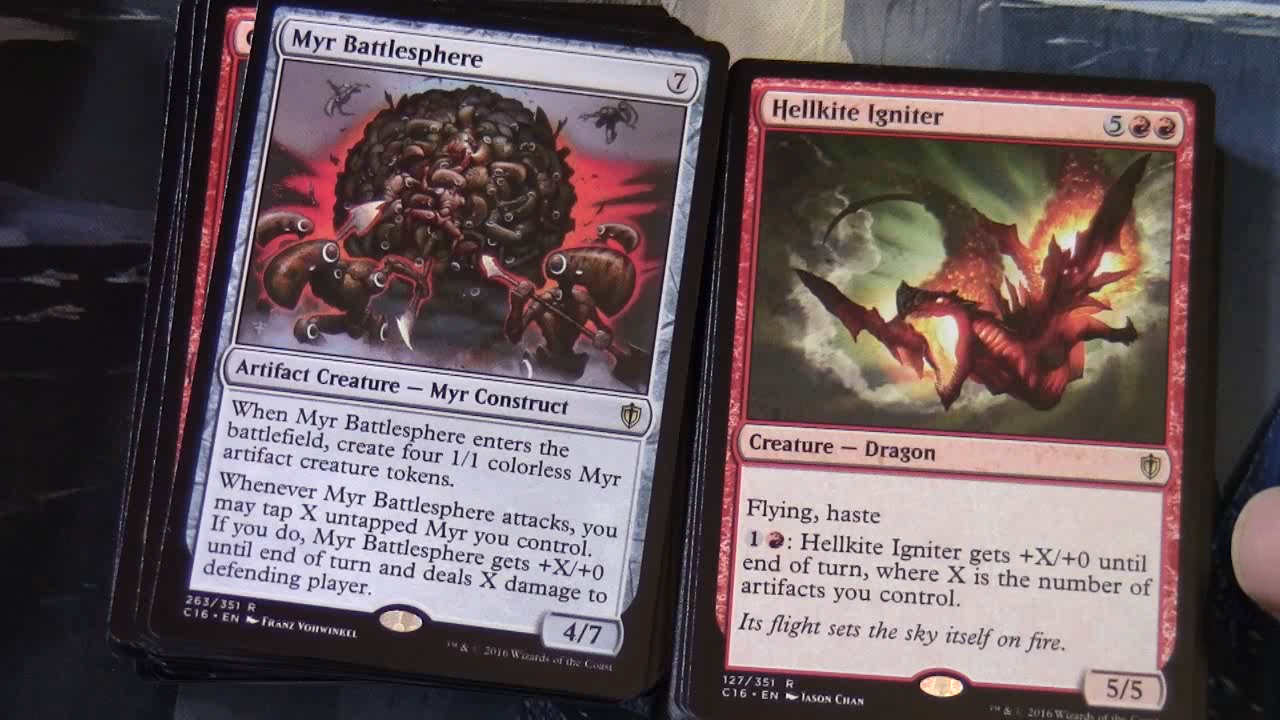 Myr Battlesphere
7
Artifact Creature — Myr Construct
When Myr Battlesphere enters the
battlefield, create four 1/1 colorless Myr
artifact creature tokens.
Whenever Myr Battlesphere attacks, you
may tap X untapped Myr you control.
If you do, Myr Battlesphere gets +X/+0
until end of turn and deals X damage to
defending player.
4/7
263/351 R
C16 • EN Franz Vohwinkel
™ & © 2016 Wizards of the Coast
Hellkite Igniter
5
Creature — Dragon
Flying, haste
1 : Hellkite Igniter gets +X/+0 until
end of turn, where X is the number of
artifacts you control.
Its flight sets the sky itself on fire.
5/5
127/351 R
C16 • EN Jason Chan
™ & © 2016 Wizards of the